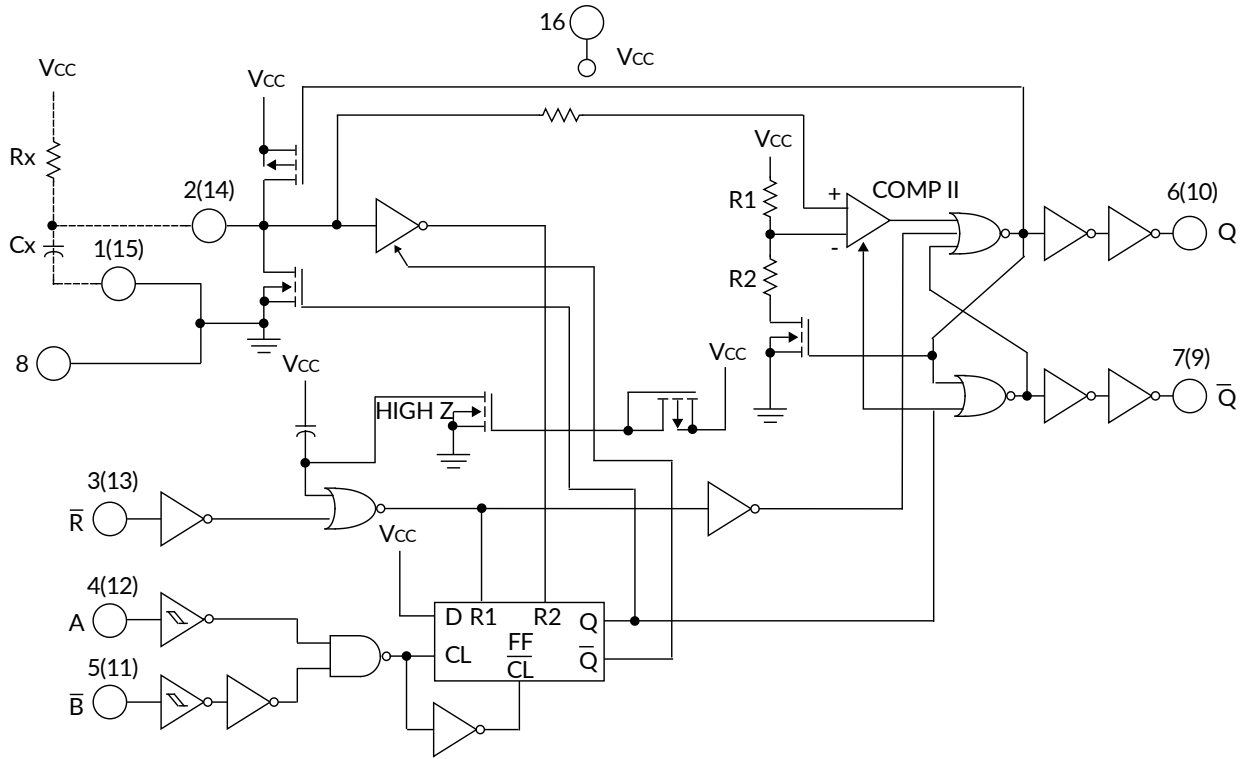 16
VCC
VCC
VCC
Rx
2(14)
VCC
R1
+
COMP II
6(10)
Q
Cx
1(15)
-
R2
8
VCC
VCC
7(9)
Q̅
HIGH Z
3(13)
R̅
VCC
4(12)
A
D R1 R2 Q
FF
CL Q̅
C̅L̅
5(11)
B̅